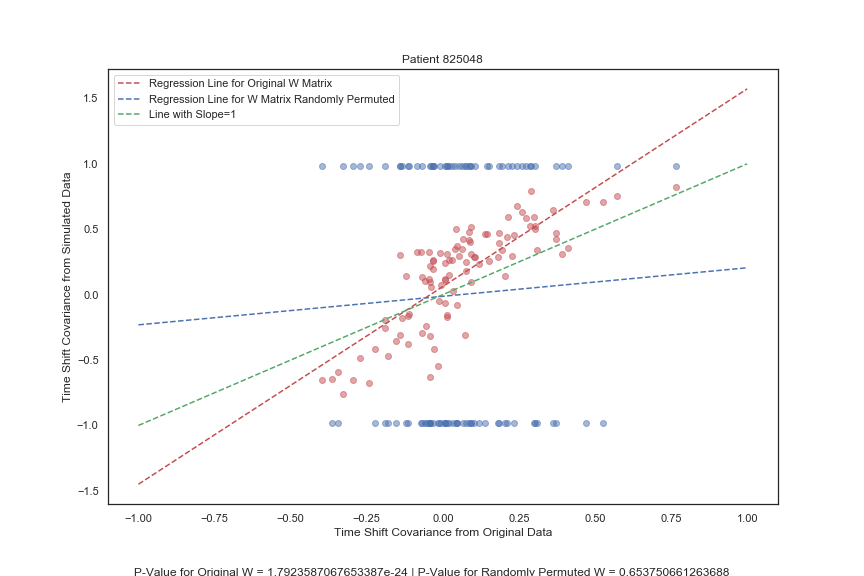 Patient 825048
Regression Line for Original W Matrix
Regression Line for W Matrix Randomly Permuted
Line with Slope=1
Time Shift Covariance from Simulated Data
1.5
1.0
0.5
0.0
−0.5
−1.0
−1.5
−1.00 −0.75 −0.50 −0.25 0.00 0.25 0.50 0.75 1.00
Time Shift Covariance from Original Data
P-Value for Original W = 1.7923587067653387e-24 | P-Value for Randomly Permuted W = 0.653750661263688